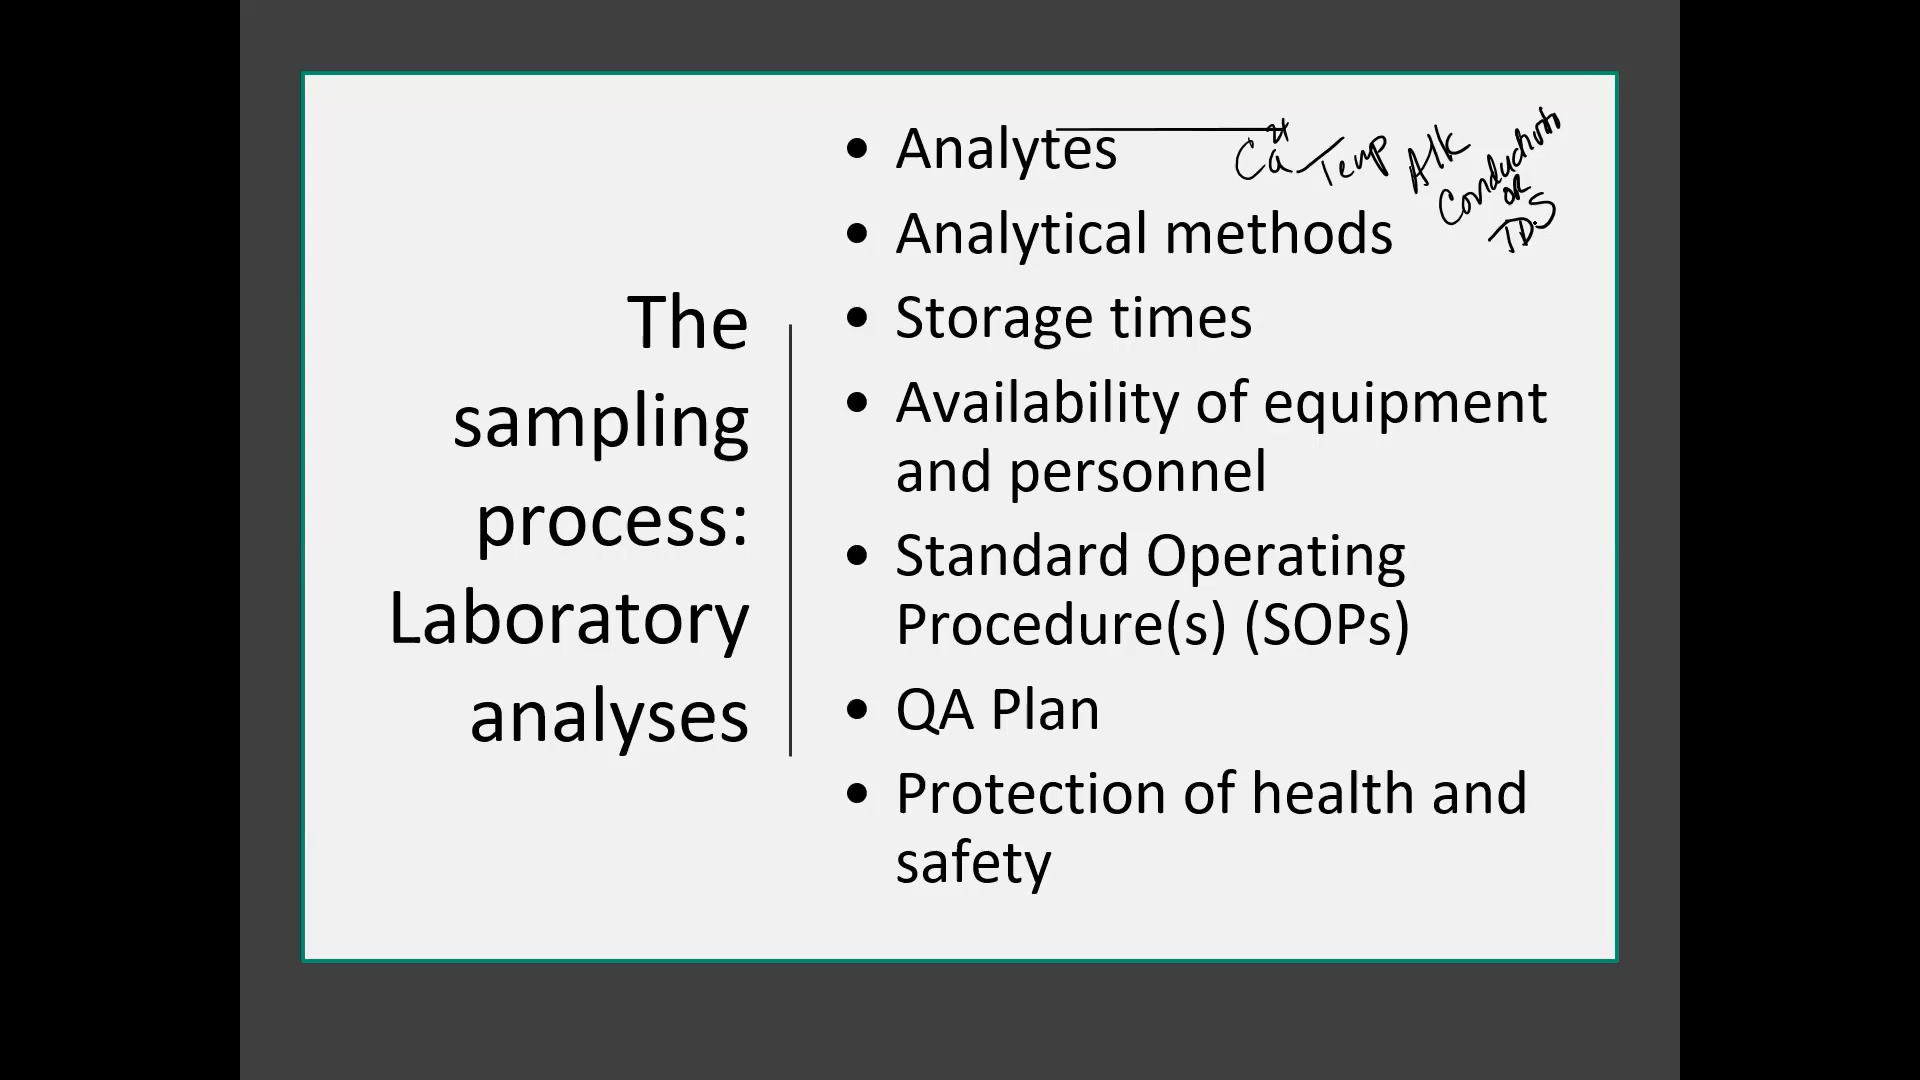 The
sampling
process:
Laboratory
analyses
• Analytes
Ca2+ Temp Alk
Conductivity
or
TDS
• Analytical methods
• Storage times
• Availability of equipment
and personnel
• Standard Operating
Procedure(s) (SOPs)
• QA Plan
• Protection of health and
safety